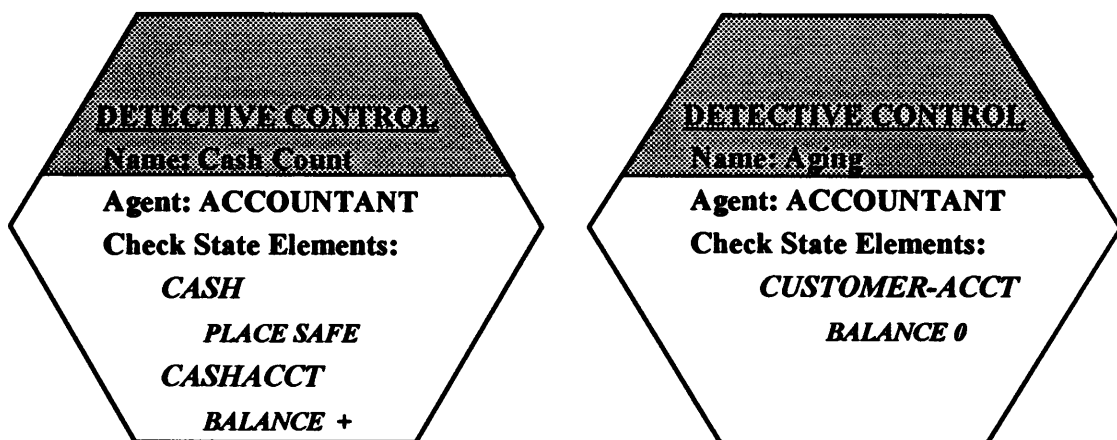 DETECTIVE CONTROL
Name: Cash Count
Agent: ACCOUNTANT
Check State Elements:
CASH
PLACE SAFE
CASHACCT
BALANCE +
DETECTIVE CONTROL
Name: Aging
Agent: ACCOUNTANT
Check State Elements:
CUSTOMER-ACCT
BALANCE 0